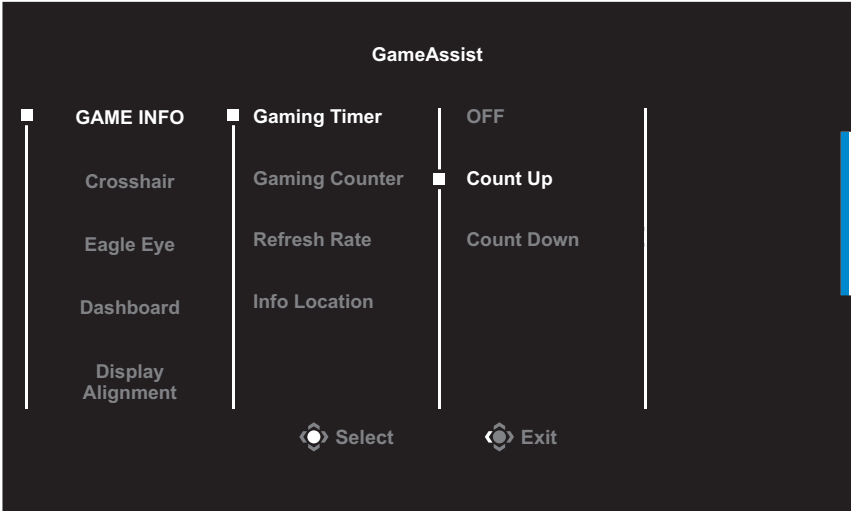 GameAssist
GAME INFO
Crosshair
Eagle Eye
Dashboard
Display
Alignment
Gaming Timer
Gaming Counter
Refresh Rate
Info Location
OFF
Count Up
Count Down
Select
Exit